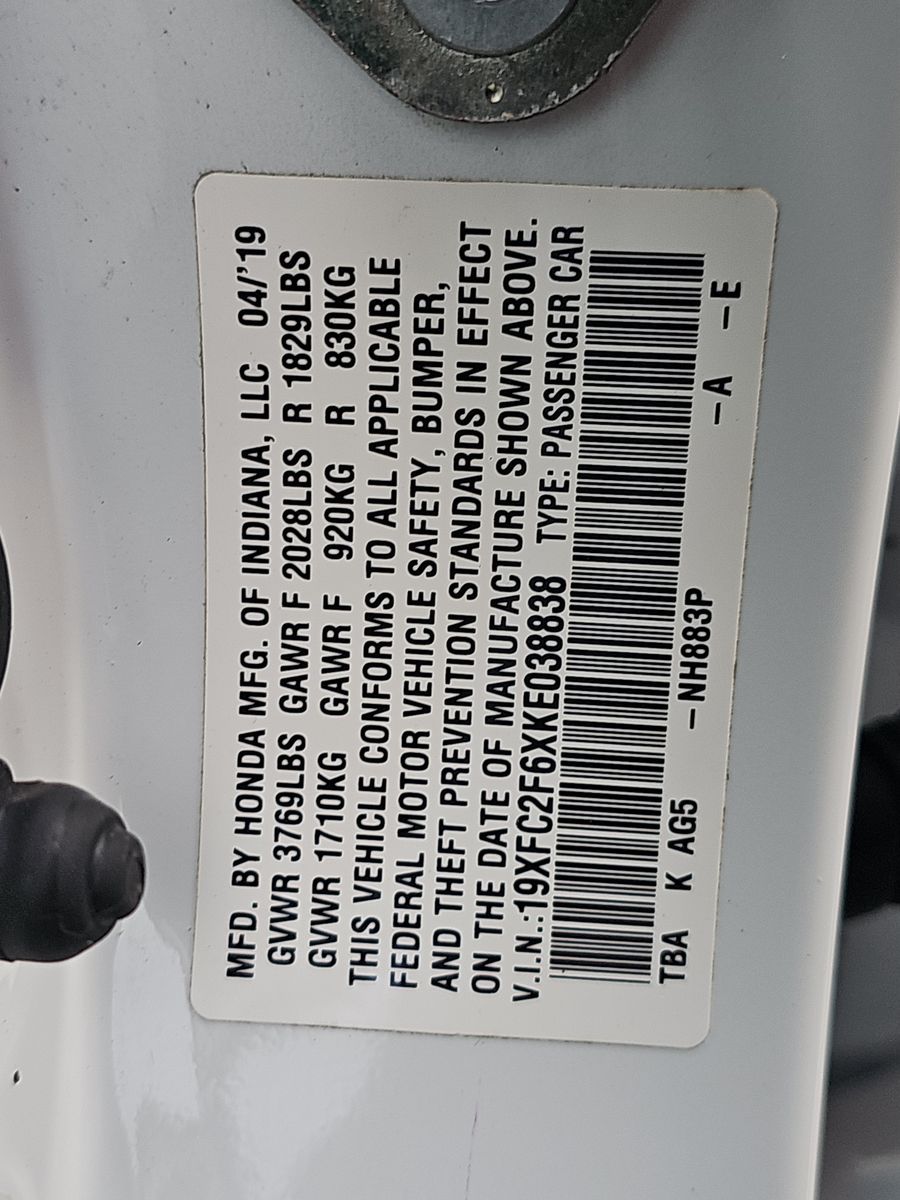 MFD. BY HONDA MFG. OF INDIANA, LLC 04/'19
GVWR 3769LBS GAWR F 2028LBS R 1829LBS
GVWR 1710KG GAWR F 920KG R 830KG
THIS VEHICLE CONFORMS TO ALL APPLICABLE
FEDERAL MOTOR VEHICLE SAFETY, BUMPER,
AND THEFT PREVENTION STANDARDS IN EFFECT
ON THE DATE OF MANUFACTURE SHOWN ABOVE.
V.I.N.:19XFC2F6XKE038838 TYPE: PASSENGER CAR
TBA K AG5 -NH883P -A -E